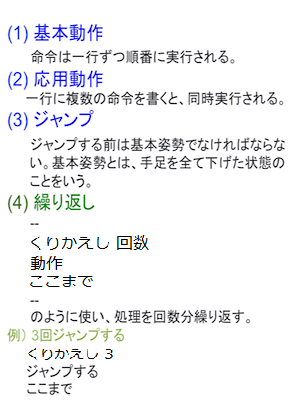 (1) 基本動作
命令は一行ずつ順番に実行される。
(2) 応用動作
一行に複数の命令を書くと、同時実行される。
(3) ジャンプ
ジャンプする前は基本姿勢でなければならな
い。基本姿勢とは、手足を全て下げた状態の
ことをいう。
(4) 繰り返し
--
くりかえし 回数
動作
ここまで
--
のように使い、処理を回数分繰り返す。
例） 3回ジャンプする
くりかえし 3
ジャンプする
ここまで